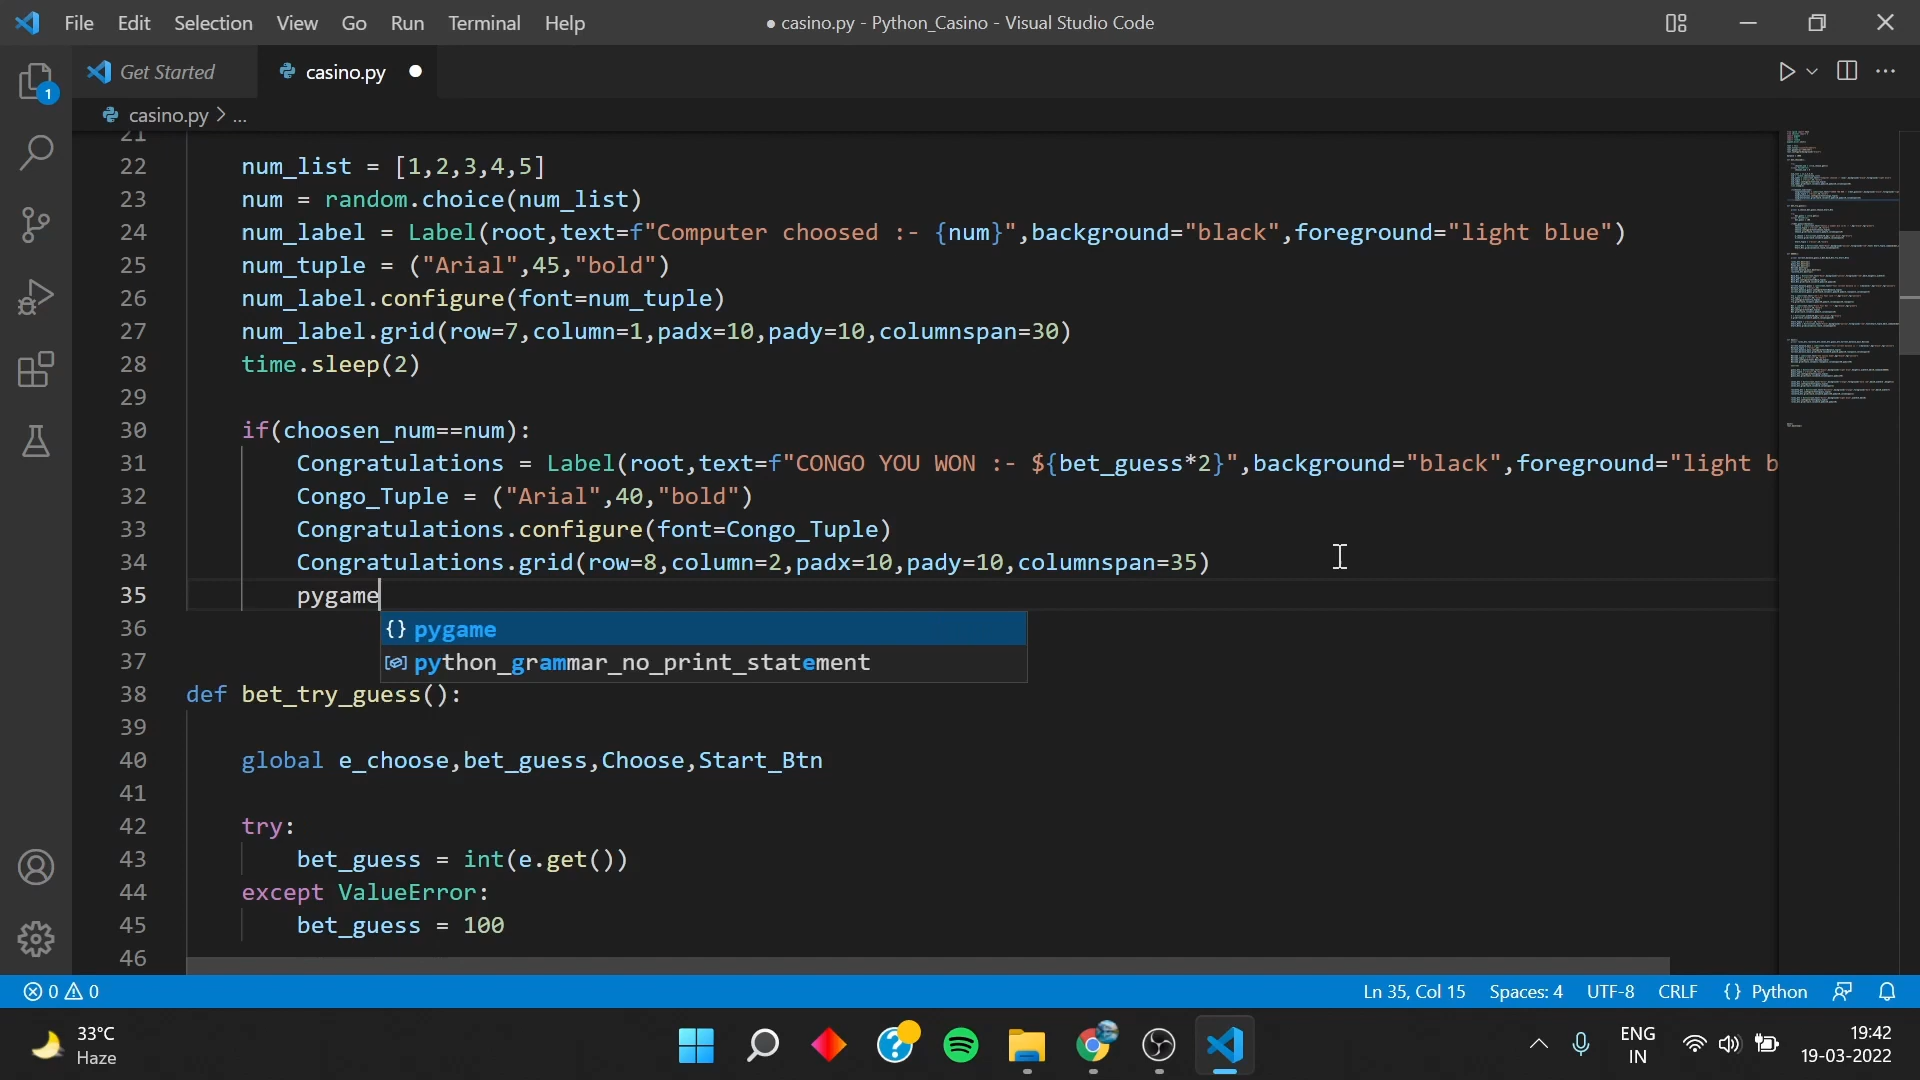 File Edit Selection View Go Run Terminal Help
● casino.py - Python_Casino - Visual Studio Code
Get Started casino.py
casino.py > ...
1
21
22 num_list = [1,2,3,4,5]
23 num = random.choice(num_list)
24 num_label = Label(root,text=f"Computer choosed :- {num}",background="black",foreground="light blue")
25 num_tuple = ("Arial",45,"bold")
26 num_label.configure(font=num_tuple)
27 num_label.grid(row=7,column=1,padx=10,pady=10,columnspan=30)
28 time.sleep(2)
29
30 if(choosen_num==num):
31 Congratulations = Label(root,text=f"CONGO YOU WON :- ${bet_guess*2}",background="black",foreground="light b
32 Congo_Tuple = ("Arial",40,"bold")
33 Congratulations.configure(font=Congo_Tuple)
34 Congratulations.grid(row=8,column=2,padx=10,pady=10,columnspan=35)
35 pygame
36 {} pygame
37 python_grammar_no_print_statement
38 def bet_try_guess():
39
40 global e_choose,bet_guess,Choose,Start_Btn
41
42 try:
43 bet_guess = int(e.get())
44 except ValueError:
45 bet_guess = 100
46
0 0 Ln 35, Col 15 Spaces: 4 UTF-8 CRLF {} Python
33°C
Haze
ENG
IN
19:42
19-03-2022